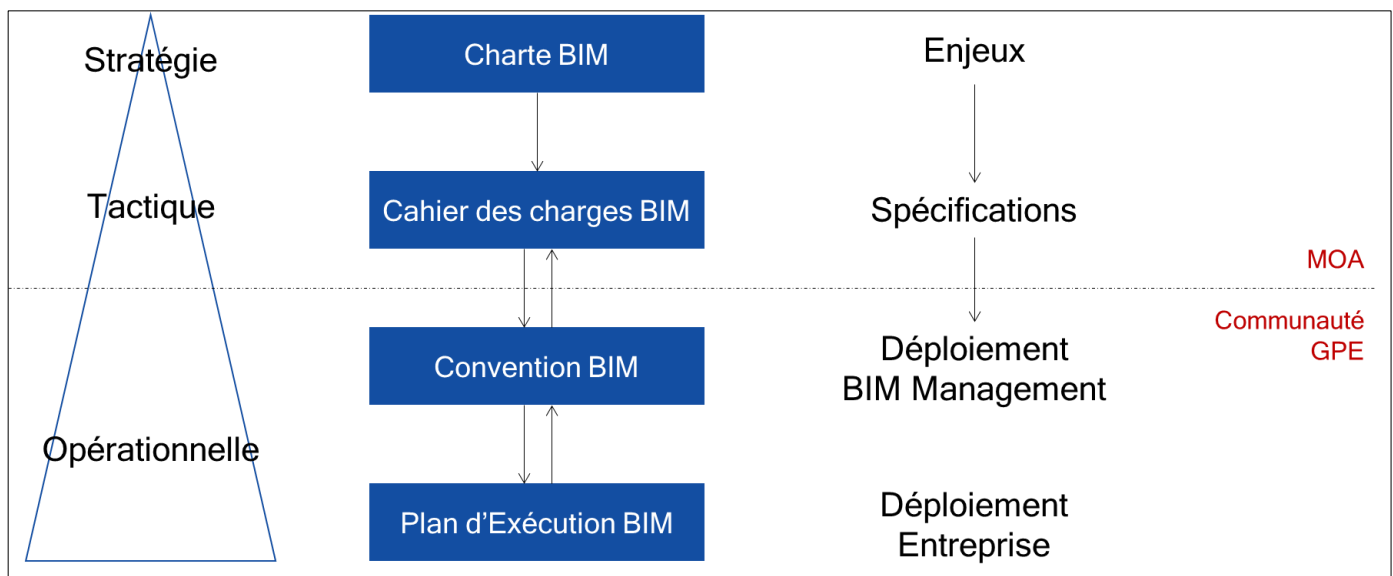 Stratégie
Charte BIM
Enjeux
Tactique
Cahier des charges BIM
Spécifications
MOA
Communauté
GPE
Convention BIM
Déploiement
BIM Management
Opérationnelle
Plan d’Exécution BIM
Déploiement
Entreprise